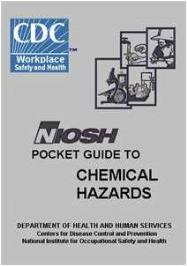 CDC
TM
Workplace
Safety and Health
NIOSH
POCKET GUIDE TO
CHEMICAL
HAZARDS
DEPARTMENT OF HEALTH AND HUMAN SERVICES
Centers for Disease Control and Prevention
National Institute for Occupational Safety and Health